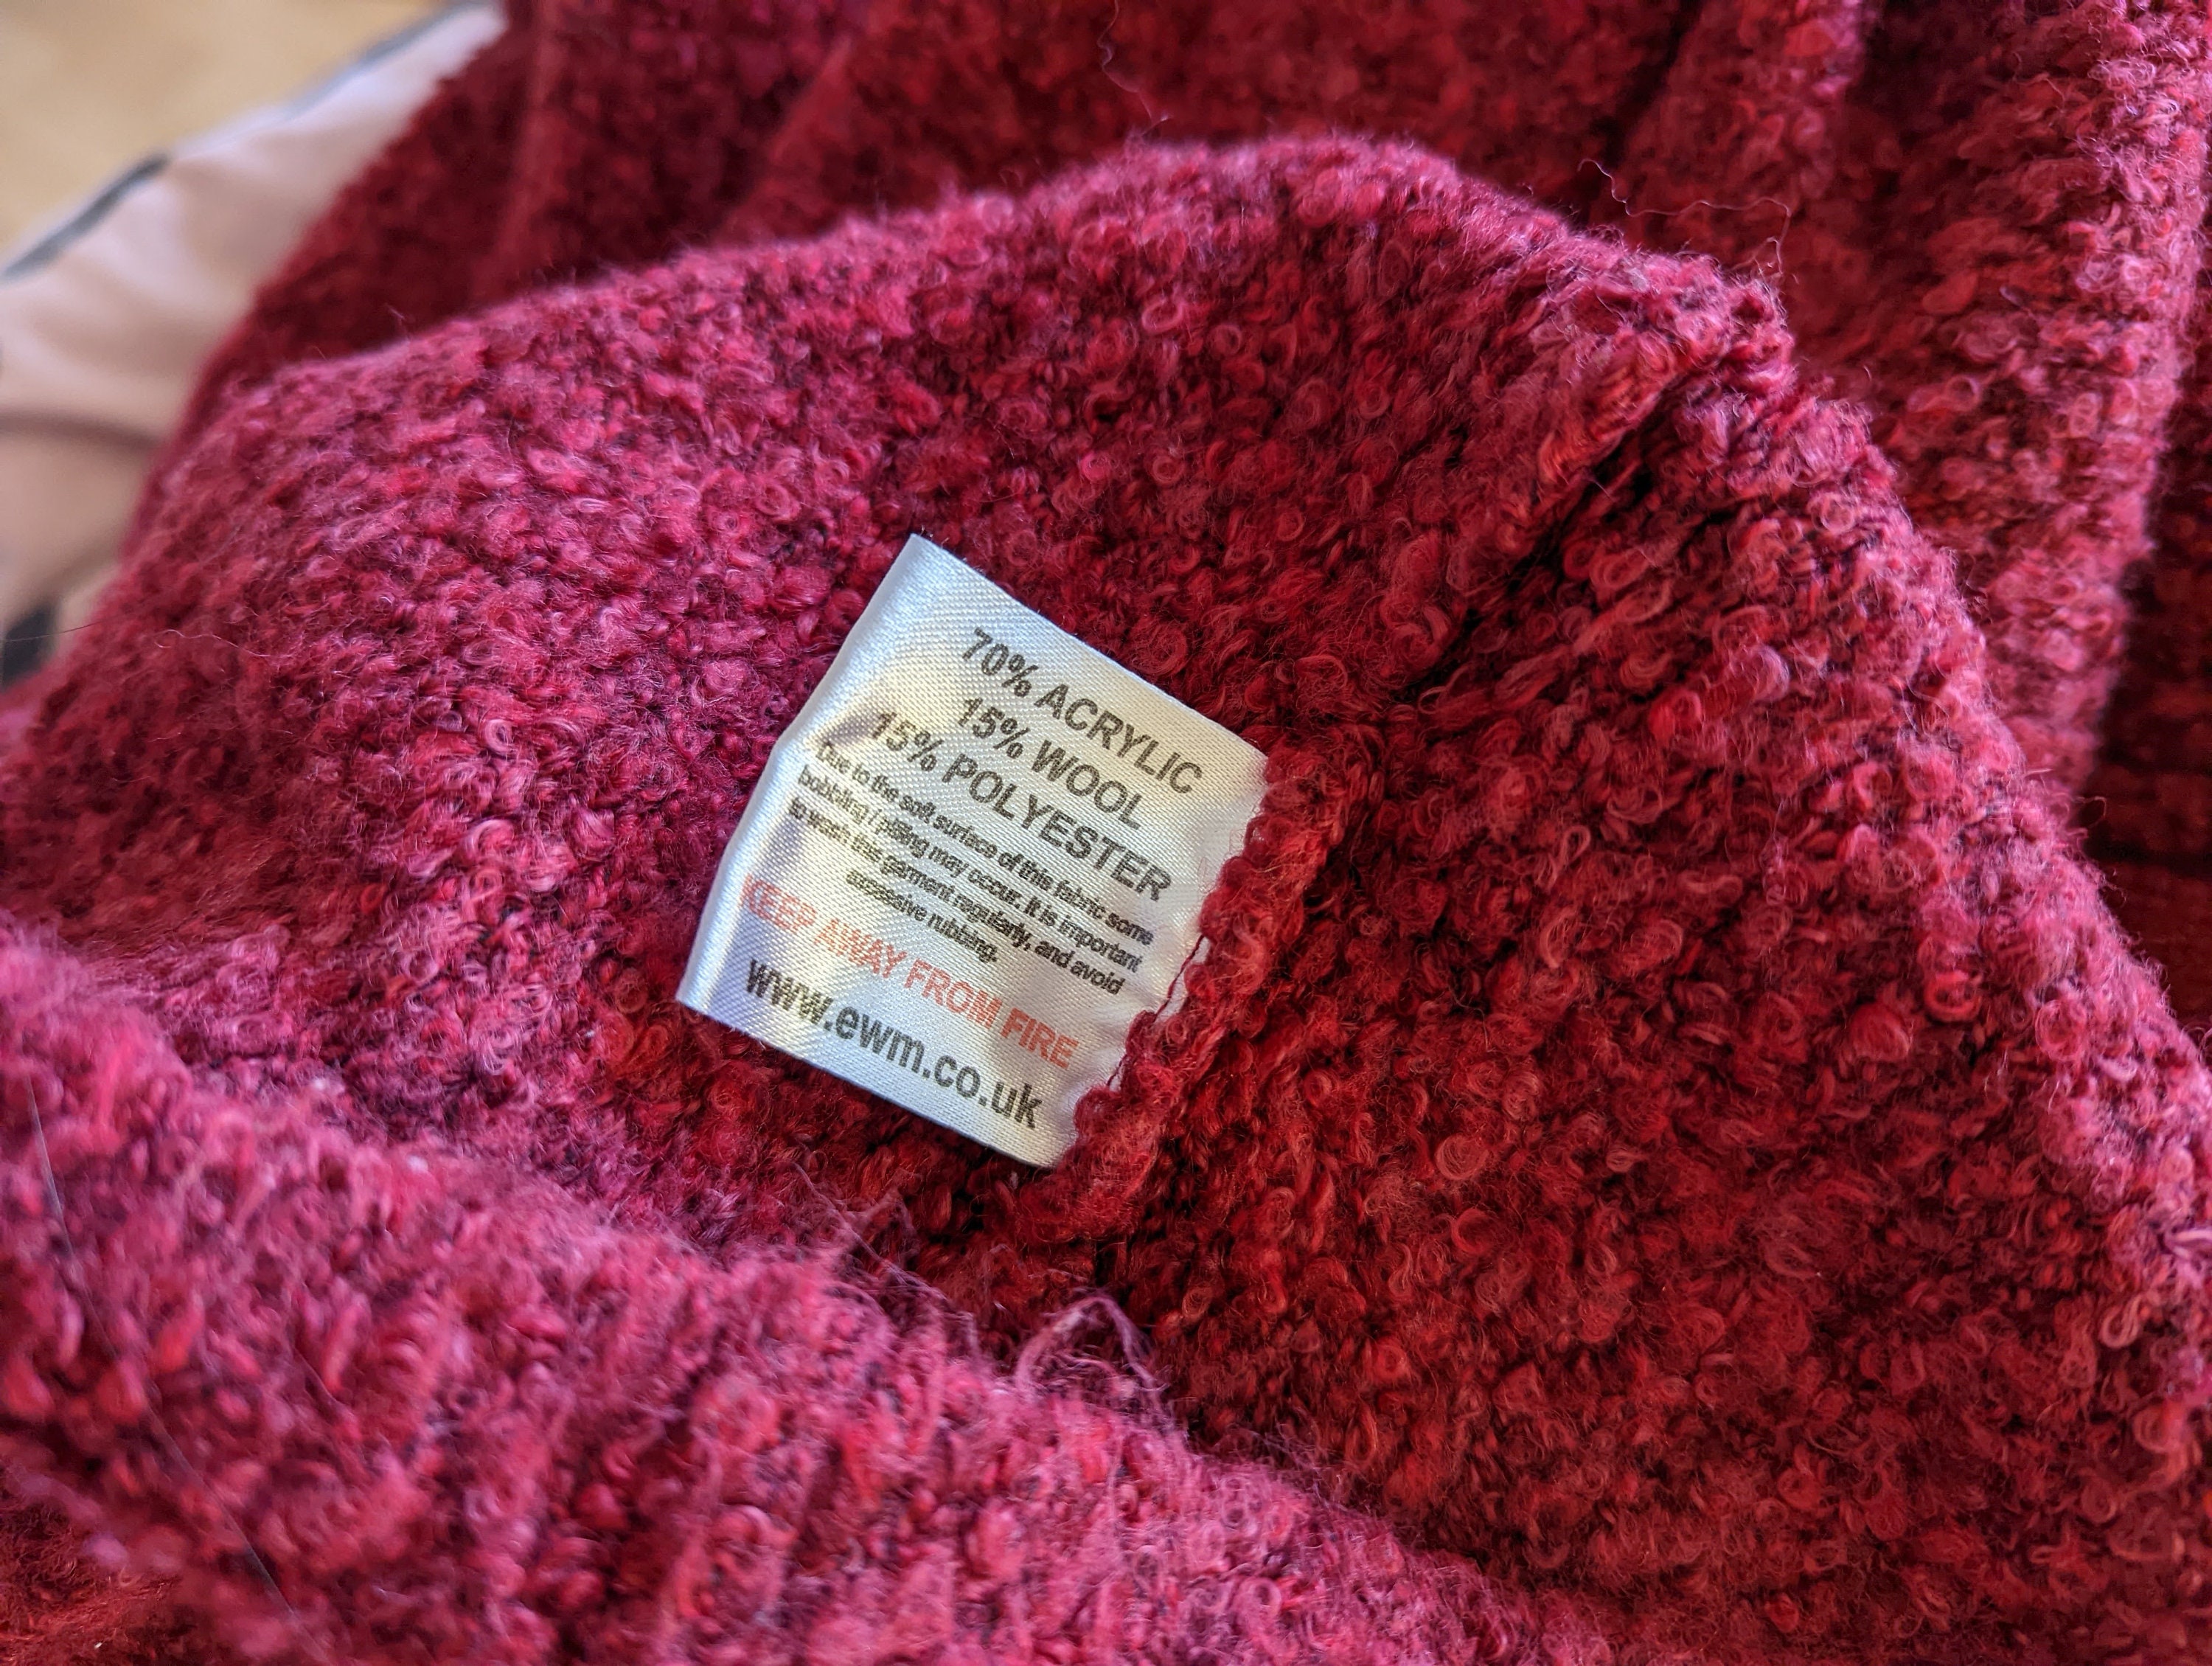 70% ACRYLIC
15% WOOL
15% POLYESTER
Due to the soft surface of this fabric some
bobbling / pilling may occur. It is important
to wash this garment regularly, and avoid
excessive rubbing.
KEEP AWAY FROM FIRE
www.ewm.co.uk